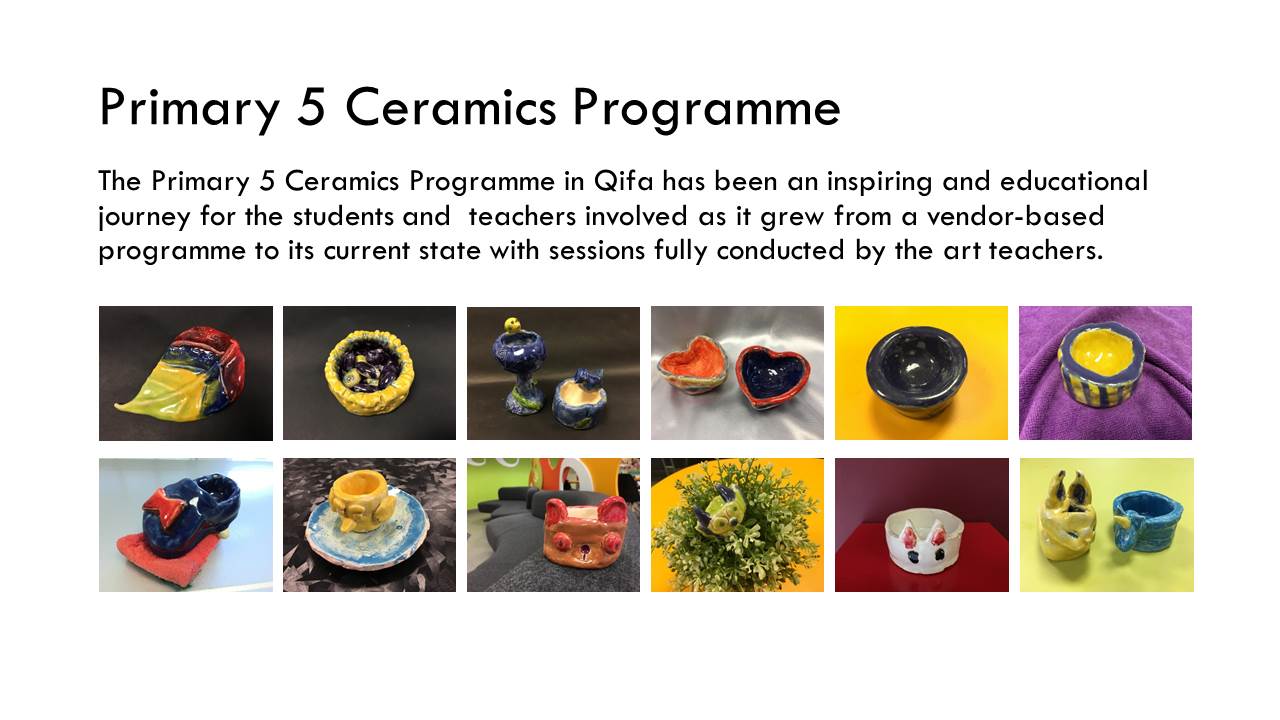 Primary 5 Ceramics Programme
The Primary 5 Ceramics Programme in Qifa has been an inspiring and educational
journey for the students and  teachers involved as it grew from a vendor-based
programme to its current state with sessions fully conducted by the art teachers.